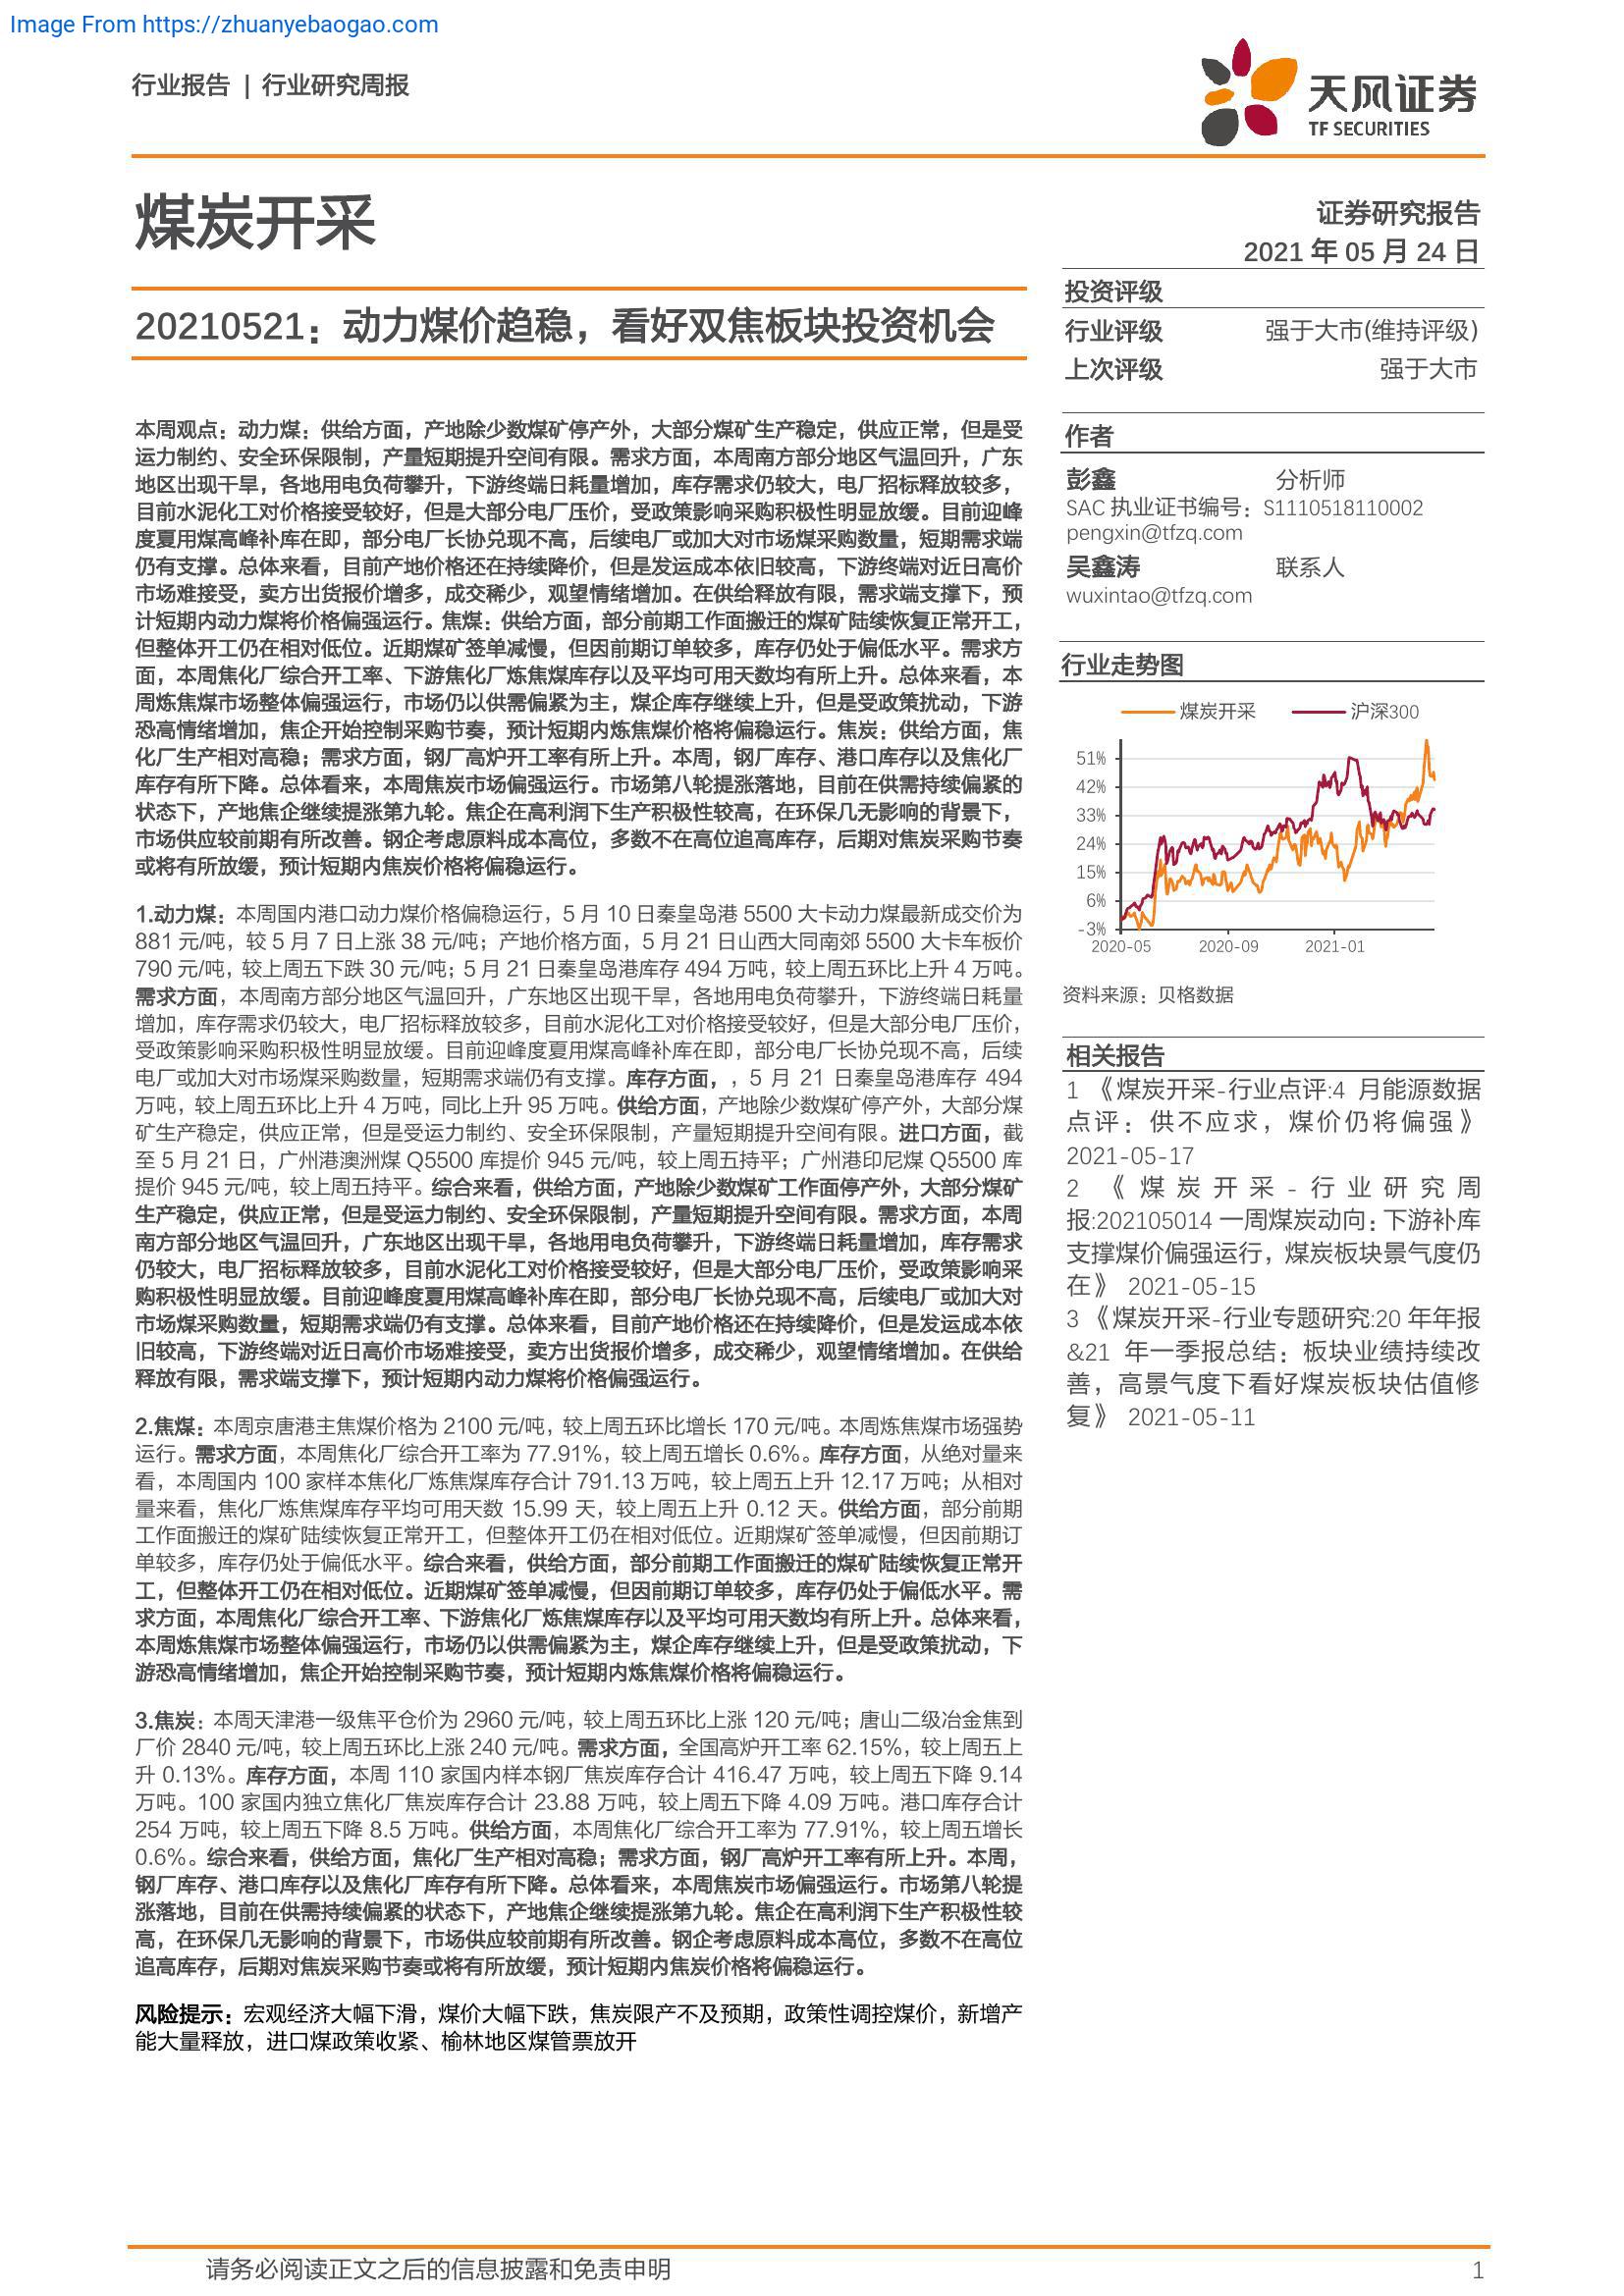 Image From https://zhuanyebaogao.com
行业报告 | 行业研究周报
天风证券
TF SECURITIES
煤炭开采
证券研究报告
2021 年 05 月 24 日
20210521：动力煤价趋稳，看好双焦板块投资机会
投资评级
行业评级 强于大市(维持评级)
上次评级 强于大市
本周观点：动力煤：供给方面，产地除少数煤矿停产外，大部分煤矿生产稳定，供应正常，但是受
运力制约、安全环保限制，产量短期提升空间有限。需求方面，本周南方部分地区气温回升，广东
地区出现干旱，各地用电负荷攀升，下游终端日耗量增加，库存需求仍较大，电厂招标释放较多，
目前水泥化工对价格接受较好，但是大部分电厂压价，受政策影响采购积极性明显放缓。目前迎峰
度夏用煤高峰补库在即，部分电厂长协兑现不高，后续电厂或加大对市场煤采购数量，短期需求端
仍有支撑。总体来看，目前产地价格还在持续降价，但是发运成本依旧较高，下游终端对近日高价
市场难接受，卖方出货报价增多，成交稀少，观望情绪增加。在供给释放有限，需求端支撑下，预
计短期内动力煤将价格偏强运行。焦煤：供给方面，部分前期工作面搬迁的煤矿陆续恢复正常开工，
但整体开工仍在相对低位。近期煤矿签单减慢，但因前期订单较多，库存仍处于偏低水平。需求方
面，本周焦化厂综合开工率、下游焦化厂炼焦煤库存以及平均可用天数均有所上升。总体来看，本
周炼焦煤市场整体偏强运行，市场仍以供需偏紧为主，煤企库存继续上升，但是受政策扰动，下游
恐高情绪增加，焦企开始控制采购节奏，预计短期内炼焦煤价格将偏稳运行。焦炭：供给方面，焦
化厂生产相对高稳；需求方面，钢厂高炉开工率有所上升。本周，钢厂库存、港口库存以及焦化厂
库存有所下降。总体看来，本周焦炭市场偏强运行。市场第八轮提涨落地，目前在供需持续偏紧的
状态下，产地焦企继续提涨第九轮。焦企在高利润下生产积极性较高，在环保几无影响的背景下，
市场供应较前期有所改善。钢企考虑原料成本高位，多数不在高位追高库存，后期对焦炭采购节奏
或将有所放缓，预计短期内焦炭价格将偏稳运行。
1.动力煤：本周国内港口动力煤价格偏稳运行，5 月 10 日秦皇岛港 5500 大卡动力煤最新成交价为
881 元/吨，较 5 月 7 日上涨 38 元/吨；产地价格方面，5 月 21 日山西大同南郊 5500 大卡车板价
790 元/吨，较上周五下跌 30 元/吨；5 月 21 日秦皇岛港库存 494 万吨，较上周五环比上升 4 万吨。
需求方面，本周南方部分地区气温回升，广东地区出现干旱，各地用电负荷攀升，下游终端日耗量
增加，库存需求仍较大，电厂招标释放较多，目前水泥化工对价格接受较好，但是大部分电厂压价，
受政策影响采购积极性明显放缓。目前迎峰度夏用煤高峰补库在即，部分电厂长协兑现不高，后续
电厂或加大对市场煤采购数量，短期需求端仍有支撑。库存方面，，5 月 21 日秦皇岛港库存 494
万吨，较上周五环比上升 4 万吨，同比上升 95 万吨。供给方面，产地除少数煤矿停产外，大部分煤
矿生产稳定，供应正常，但是受运力制约、安全环保限制，产量短期提升空间有限。进口方面，截
至 5 月 21 日，广州港澳洲煤 Q5500 库提价 945 元/吨，较上周五持平；广州港印尼煤 Q5500 库
提价 945 元/吨，较上周五持平。综合来看，供给方面，产地除少数煤矿工作面停产外，大部分煤矿
生产稳定，供应正常，但是受运力制约、安全环保限制，产量短期提升空间有限。需求方面，本周
南方部分地区气温回升，广东地区出现干旱，各地用电负荷攀升，下游终端日耗量增加，库存需求
仍较大，电厂招标释放较多，目前水泥化工对价格接受较好，但是大部分电厂压价，受政策影响采
购积极性明显放缓。目前迎峰度夏用煤高峰补库在即，部分电厂长协兑现不高，后续电厂或加大对
市场煤采购数量，短期需求端仍有支撑。总体来看，目前产地价格还在持续降价，但是发运成本依
旧较高，下游终端对近日高价市场难接受，卖方出货报价增多，成交稀少，观望情绪增加。在供给
释放有限，需求端支撑下，预计短期内动力煤将价格偏强运行。
2.焦煤：本周京唐港主焦煤价格为 2100 元/吨，较上周五环比增长 170 元/吨。本周炼焦煤市场强势
运行。需求方面，本周焦化厂综合开工率为 77.91%，较上周五增长 0.6%。库存方面，从绝对量来
看，本周国内 100 家样本焦化厂炼焦煤库存合计 791.13 万吨，较上周五上升 12.17 万吨；从相对
量来看，焦化厂炼焦煤库存平均可用天数 15.99 天，较上周五上升 0.12 天。供给方面，部分前期
工作面搬迁的煤矿陆续恢复正常开工，但整体开工仍在相对低位。近期煤矿签单减慢，但因前期订
单较多，库存仍处于偏低水平。综合来看，供给方面，部分前期工作面搬迁的煤矿陆续恢复正常开
工，但整体开工仍在相对低位。近期煤矿签单减慢，但因前期订单较多，库存仍处于偏低水平。需
求方面，本周焦化厂综合开工率、下游焦化厂炼焦煤库存以及平均可用天数均有所上升。总体来看，
本周炼焦煤市场整体偏强运行，市场仍以供需偏紧为主，煤企库存继续上升，但是受政策扰动，下
游恐高情绪增加，焦企开始控制采购节奏，预计短期内炼焦煤价格将偏稳运行。
3.焦炭：本周天津港一级焦平仓价为 2960 元/吨，较上周五环比上涨 120 元/吨；唐山二级冶金焦到
厂价 2840 元/吨，较上周五环比上涨 240 元/吨。需求方面，全国高炉开工率 62.15%，较上周五上
升 0.13%。库存方面，本周 110 家国内样本钢厂焦炭库存合计 416.47 万吨，较上周五下降 9.14
万吨。100 家国内独立焦化厂焦炭库存合计 23.88 万吨，较上周五下降 4.09 万吨。港口库存合计
254 万吨，较上周五下降 8.5 万吨。供给方面，本周焦化厂综合开工率为 77.91%，较上周五增长
0.6%。综合来看，供给方面，焦化厂生产相对高稳；需求方面，钢厂高炉开工率有所上升。本周，
钢厂库存、港口库存以及焦化厂库存有所下降。总体看来，本周焦炭市场偏强运行。市场第八轮提
涨落地，目前在供需持续偏紧的状态下，产地焦企继续提涨第九轮。焦企在高利润下生产积极性较
高，在环保几无影响的背景下，市场供应较前期有所改善。钢企考虑原料成本高位，多数不在高位
追高库存，后期对焦炭采购节奏或将有所放缓，预计短期内焦炭价格将偏稳运行。
风险提示：宏观经济大幅下滑，煤价大幅下跌，焦炭限产不及预期，政策性调控煤价，新增产
能大量释放，进口煤政策收紧、榆林地区煤管票放开
作者
彭鑫 分析师
SAC 执业证书编号：S1110518110002
pengxin@tfzq.com
吴鑫涛 联系人
wuxintao@tfzq.com
行业走势图
煤炭开采 沪深300
51%
42%
33%
24%
15%
6%
-3%
2020-05 2020-09 2021-01
资料来源：贝格数据
相关报告
1 《煤炭开采-行业点评:4 月能源数据
点评：供不应求，煤价仍将偏强》
2021-05-17
2 《煤炭开采-行业研究周
报:202105014 一周煤炭动向：下游补库
支撑煤价偏强运行，煤炭板块景气度仍
在》 2021-05-15
3 《煤炭开采-行业专题研究:20 年年报
&21 年一季报总结：板块业绩持续改
善，高景气度下看好煤炭板块估值修
复》 2021-05-11
请务必阅读正文之后的信息披露和免责申明 1